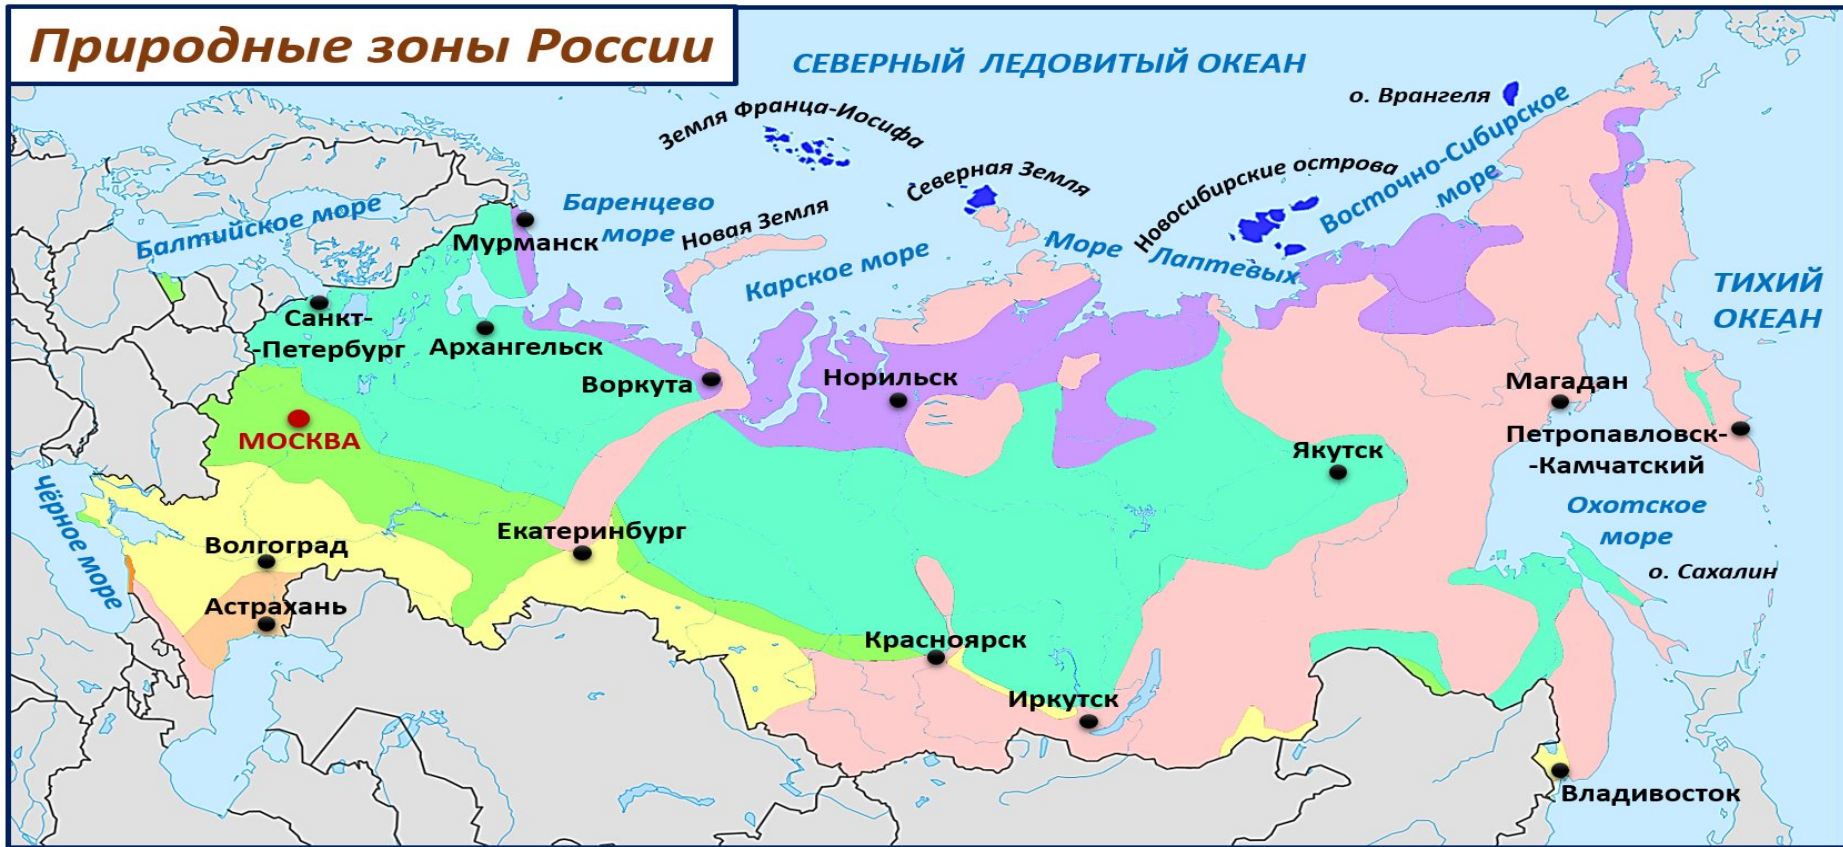 Природные зоны России
СЕВЕРНЫЙ ЛЕДОВИТЫЙ ОКЕАН
о. Врангеля
Земля Франца-Иосифа
Северная Земля
Новосибирские острова
Восточно-Сибирское
море
Баренцево
море
Новая Земля
Балтийское море
Мурманск
Карское море
Море Лаптевых
ТИХИЙ
ОКЕАН
Санкт-
-Петербург
Архангельск
Воркута
Норильск
Магадан
МОСКВА
Петропавловск-
-Камчатский
Якутск
Чёрное море
Охотское
море
Екатеринбург
Волгоград
о. Сахалин
Астрахань
Красноярск
Иркутск
Владивосток